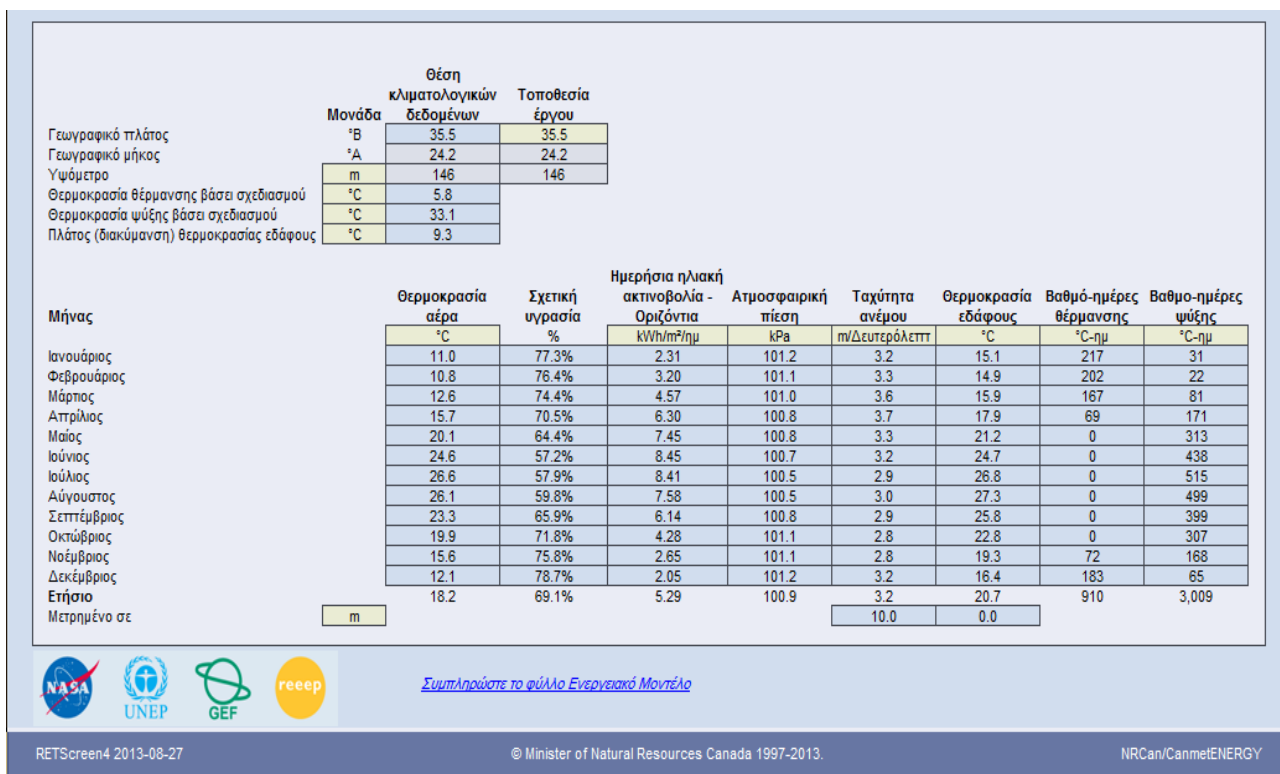 Θέση
κλιματολογικών Τοποθεσία
Μονάδα δεδομένων έργου
Γεωγραφικό πλάτος °B 35.5 35.5
Γεωγραφικό μήκος °A 24.2 24.2
Υψόμετρο m 146 146
Θερμοκρασία θέρμανσης βάσει σχεδιασμού °C 5.8
Θερμοκρασία ψύξης βάσει σχεδιασμού °C 33.1
Πλάτος (διακύμανση) θερμοκρασίας εδάφους °C 9.3
Ημερήσια ηλιακή
Θερμοκρασία Σχετική ακτινοβολία - Ατμοσφαιρική Ταχύτητα Θερμοκρασία Βαθμό-ημέρες Βαθμο-ημέρες
Μήνας αέρα υγρασία Οριζόντια πίεση ανέμου εδάφους θέρμανσης ψύξης
°C % kWh/m²/ημ kPa m/Δευτερόλεπτ °C °C-ημ °C-ημ
Ιανουάριος 11.0 77.3% 2.31 101.2 3.2 15.1 217 31
Φεβρουάριος 10.8 76.4% 3.20 101.1 3.3 14.9 202 22
Μάρτιος 12.6 74.4% 4.57 101.0 3.6 15.9 167 81
Απρίλιος 15.7 70.5% 6.30 100.8 3.7 17.9 69 171
Μαίος 20.1 64.4% 7.45 100.8 3.3 21.2 0 313
Ιούνιος 24.6 57.2% 8.45 100.7 3.2 24.7 0 438
Ιούλιος 26.6 57.9% 8.41 100.5 2.9 26.8 0 515
Αύγουστος 26.1 59.8% 7.58 100.5 3.0 27.3 0 499
Σεπτέμβριος 23.3 65.9% 6.14 100.8 2.9 25.8 0 399
Οκτώβριος 19.9 71.8% 4.28 101.1 2.8 22.8 0 307
Νοέμβριος 15.6 75.8% 2.65 101.1 2.8 19.3 72 168
Δεκέμβριος 12.1 78.7% 2.05 101.2 3.2 16.4 183 65
Ετήσιο 18.2 69.1% 5.29 100.9 3.2 20.7 910 3,009
Μετρημένο σε m 10.0 0.0
NASA UNEP GEF reeep
Συμπληρώστε το φύλλο Ενεργειακό Μοντέλο
RETScreen4 2013-08-27 © Minister of Natural Resources Canada 1997-2013. NRCan/CanmetENERGY